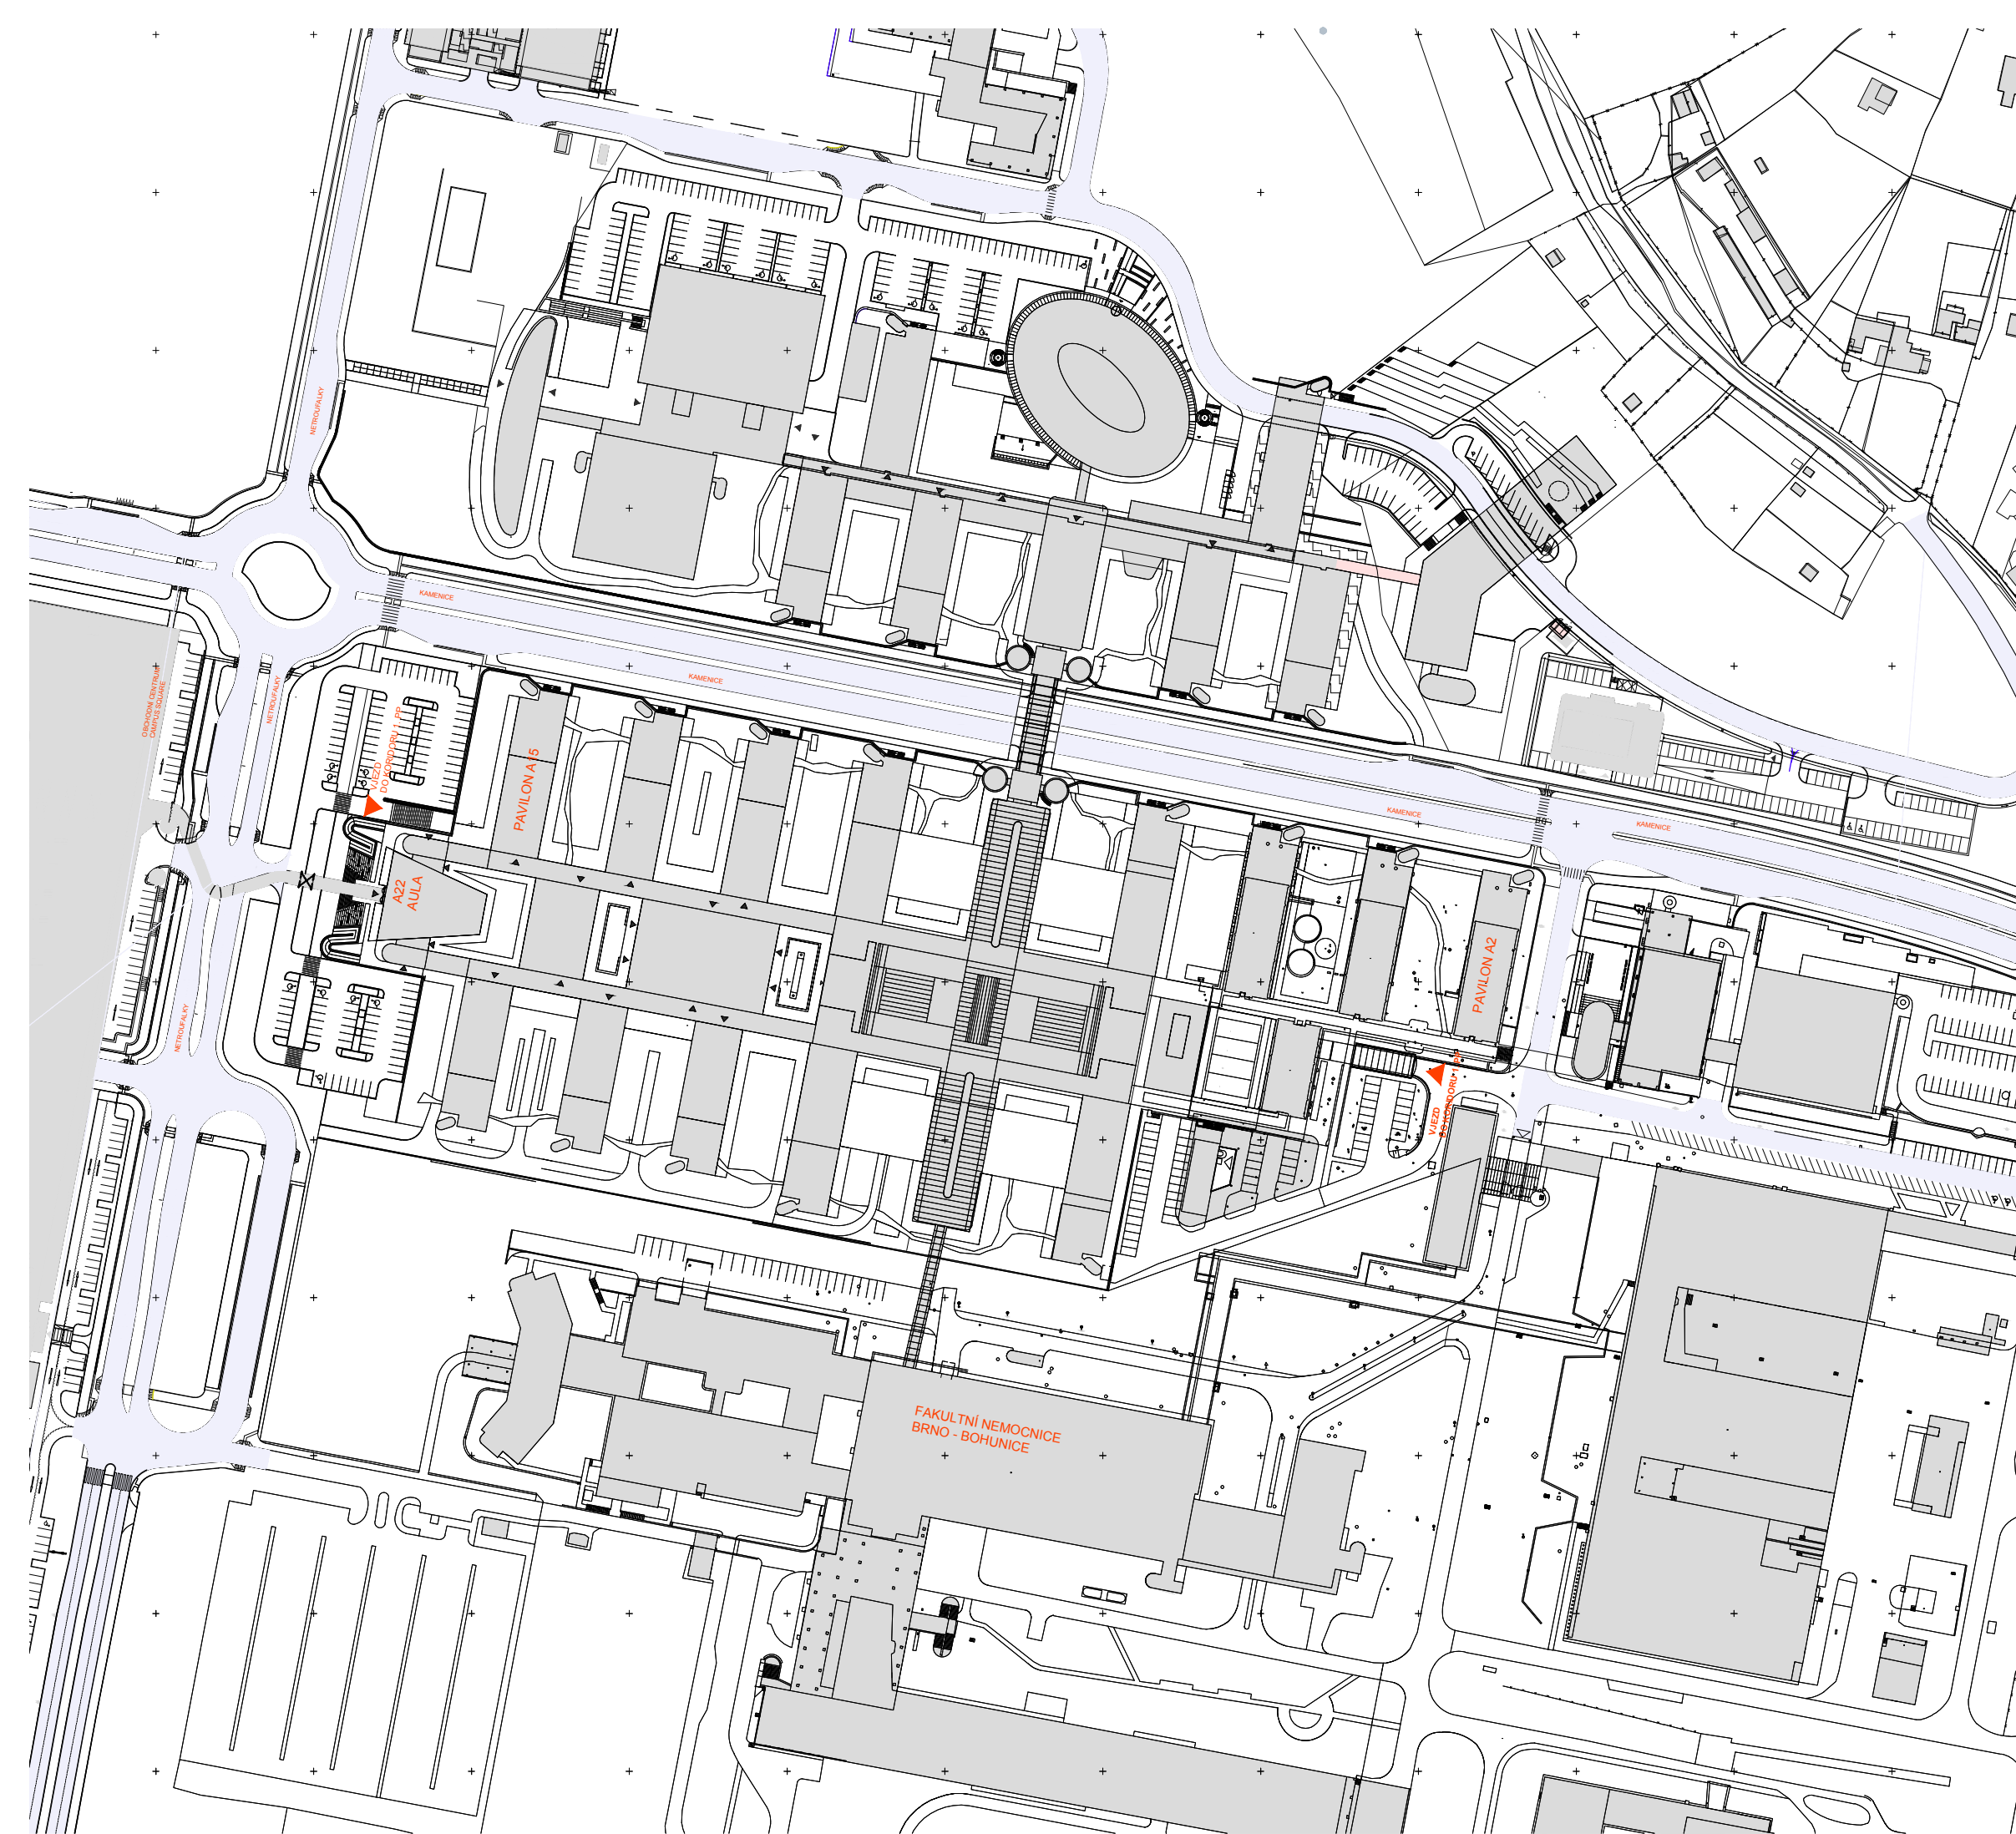 NETROUFALKY
KAMENICE
OBCHODNÍ CENTRUM
CAMPUS SQUARE
NETROUFALKY
KAMENICE
VJEZD
DO KORIDORU 1. PP
PAVILON A15
KAMENICE
KAMENICE
A22
AULA
PAVILON A2
NETROUFALKY
VJEZD
DO KORIDORU 1. PP
P P
FAKULTNÍ NEMOCNICE
BRNO - BOHUNICE